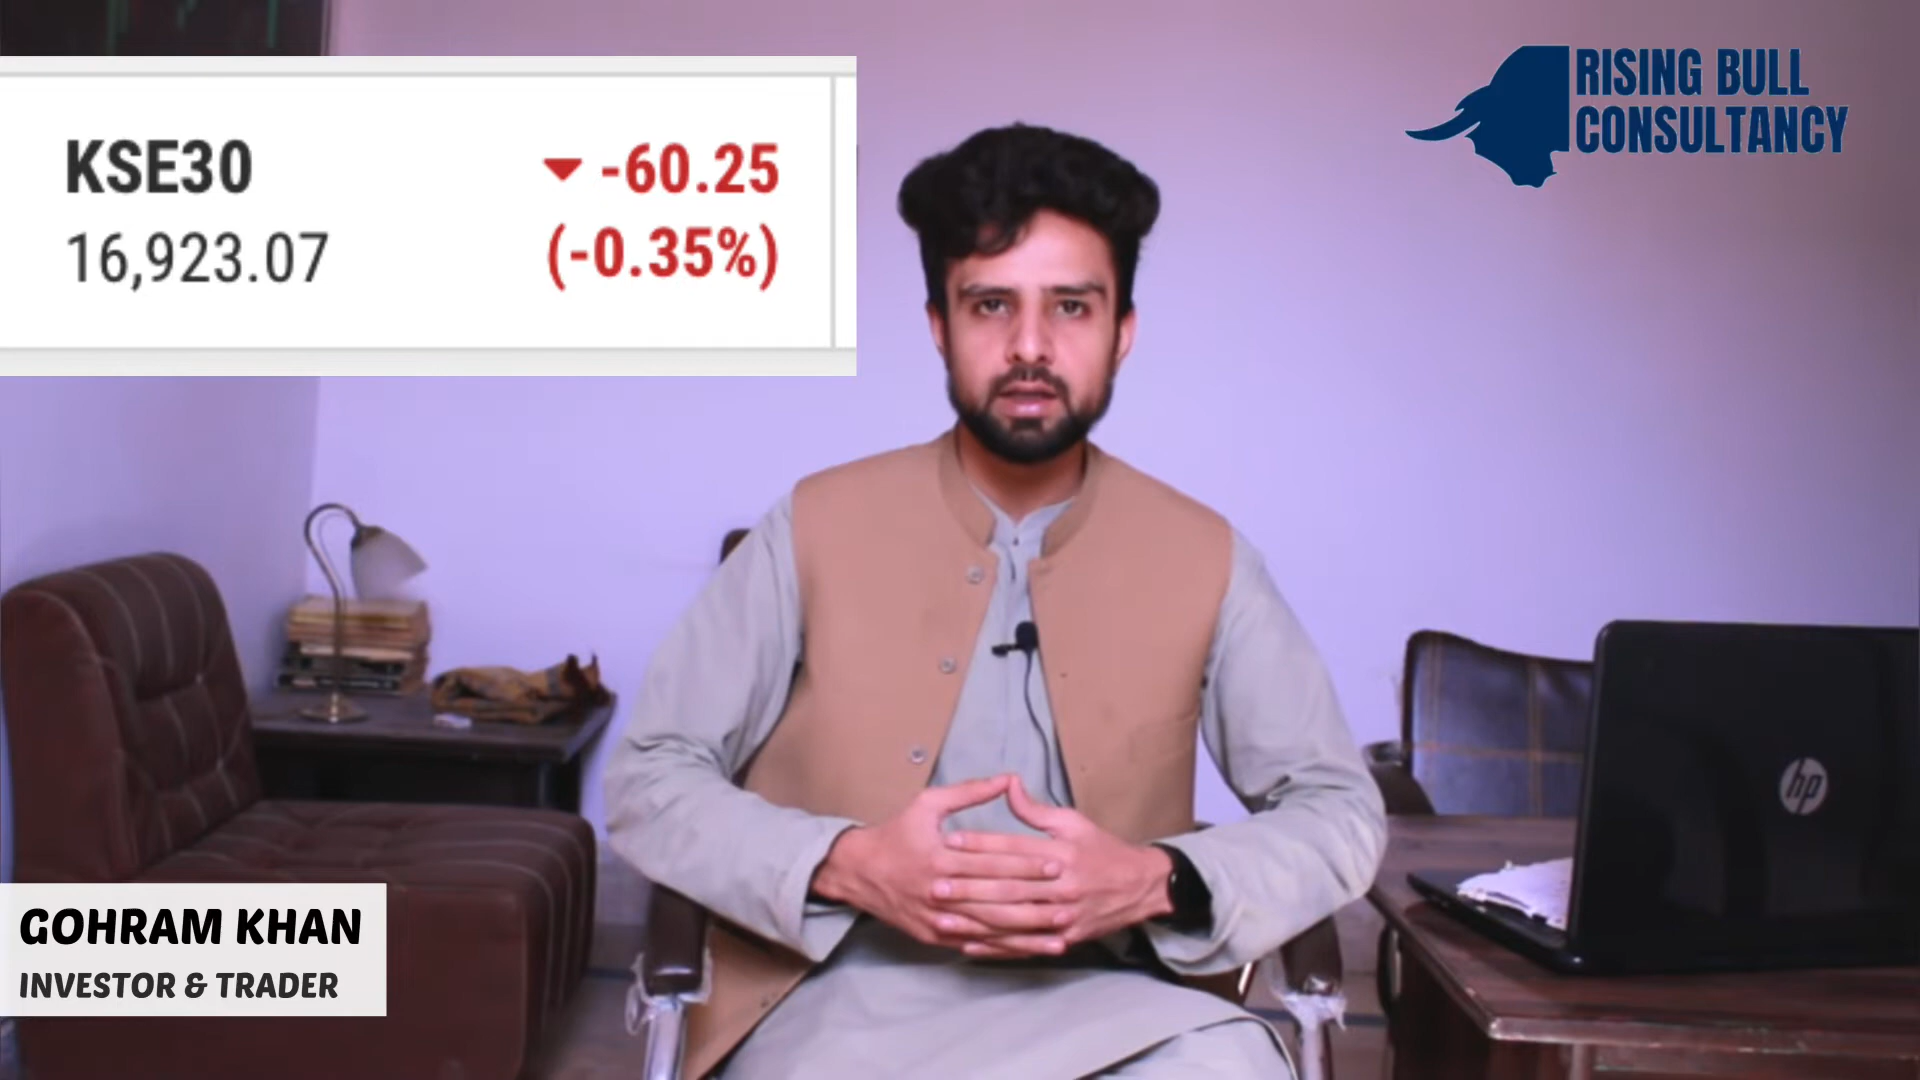 KSE30
-60.25
16,923.07
(-0.35%)
RISING BULL
CONSULTANCY
hp
GOHRAM KHAN
INVESTOR & TRADER